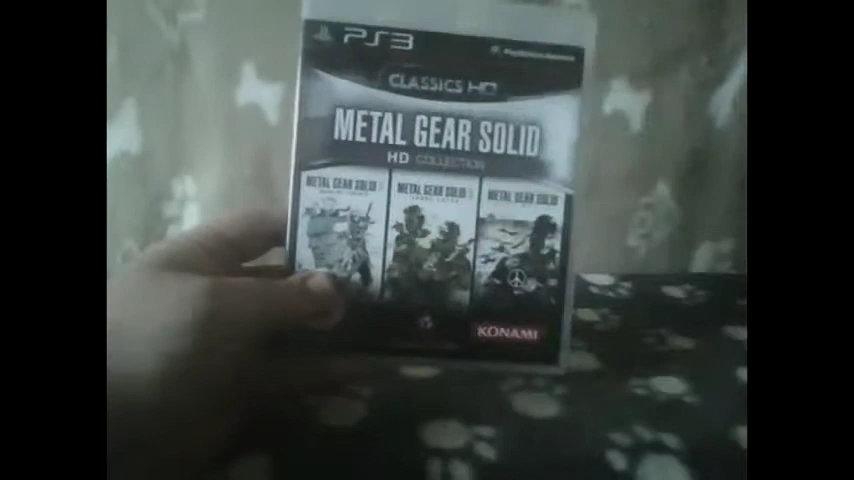 PS3
CLASSICS HD
METAL GEAR SOLID
HD COLLECTION
METAL GEAR SOLID
METAL GEAR SOLID
METAL GEAR SOLID
KONAMI